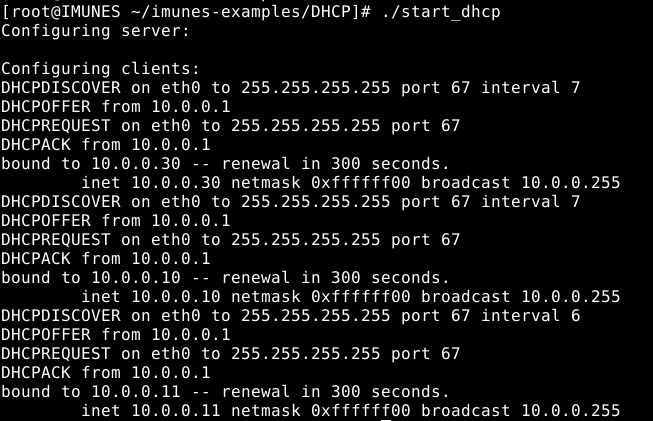 [root@IMUNES ~/imunes-examples/DHCP]# ./start_dhcp
Configuring server:

Configuring clients:
DHCPDISCOVER on eth0 to 255.255.255.255 port 67 interval 7
DHCPOFFER from 10.0.0.1
DHCPREQUEST on eth0 to 255.255.255.255 port 67
DHCPACK from 10.0.0.1
bound to 10.0.0.30 -- renewal in 300 seconds.
        inet 10.0.0.30 netmask 0xffffff00 broadcast 10.0.0.255
DHCPDISCOVER on eth0 to 255.255.255.255 port 67 interval 7
DHCPOFFER from 10.0.0.1
DHCPREQUEST on eth0 to 255.255.255.255 port 67
DHCPACK from 10.0.0.1
bound to 10.0.0.10 -- renewal in 300 seconds.
        inet 10.0.0.10 netmask 0xffffff00 broadcast 10.0.0.255
DHCPDISCOVER on eth0 to 255.255.255.255 port 67 interval 6
DHCPOFFER from 10.0.0.1
DHCPREQUEST on eth0 to 255.255.255.255 port 67
DHCPACK from 10.0.0.1
bound to 10.0.0.11 -- renewal in 300 seconds.
        inet 10.0.0.11 netmask 0xffffff00 broadcast 10.0.0.255